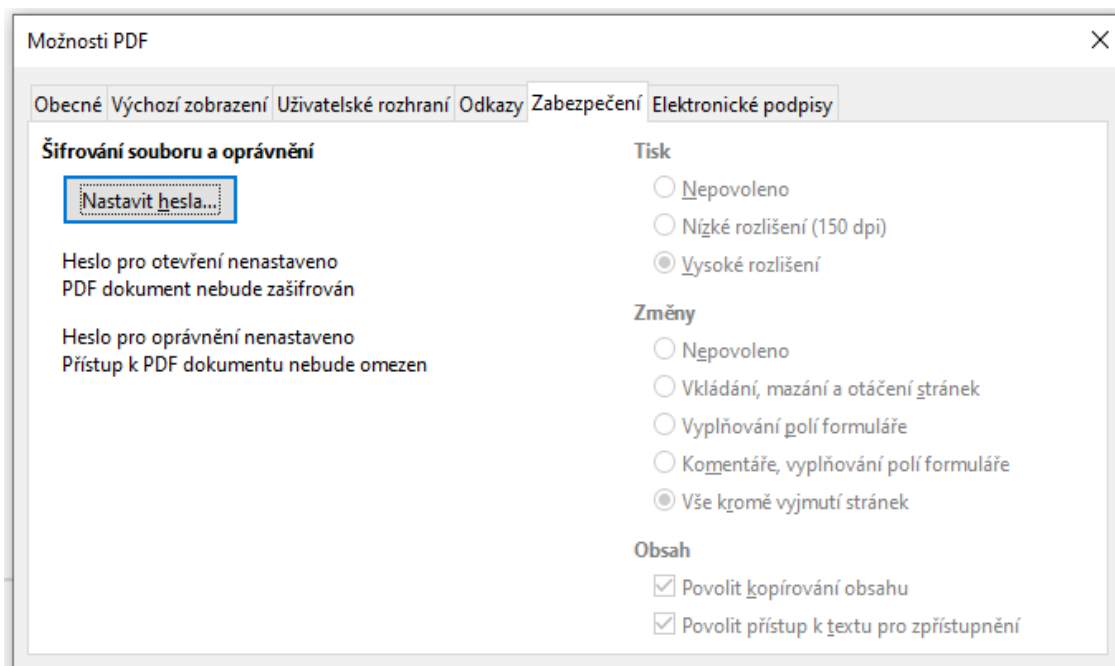 Možnosti PDF
Obecné Výchozí zobrazení Uživatelské rozhraní Odkazy Zabezpečení Elektronické podpisy
Šifrování souboru a oprávnění
Nastavit hesla...
Heslo pro otevření nenastaveno
PDF dokument nebude zašifrován
Heslo pro oprávnění nenastaveno
Přístup k PDF dokumentu nebude omezen
Tisk
Nepovoleno
Nízké rozlišení (150 dpi)
Vysoké rozlišení
Změny
Nepovoleno
Vkládání, mazání a otáčení stránek
Vyplňování polí formuláře
Komentáře, vyplňování polí formuláře
Vše kromě vyjmutí stránek
Obsah
Povolit kopírování obsahu
Povolit přístup k textu pro zpřístupnění